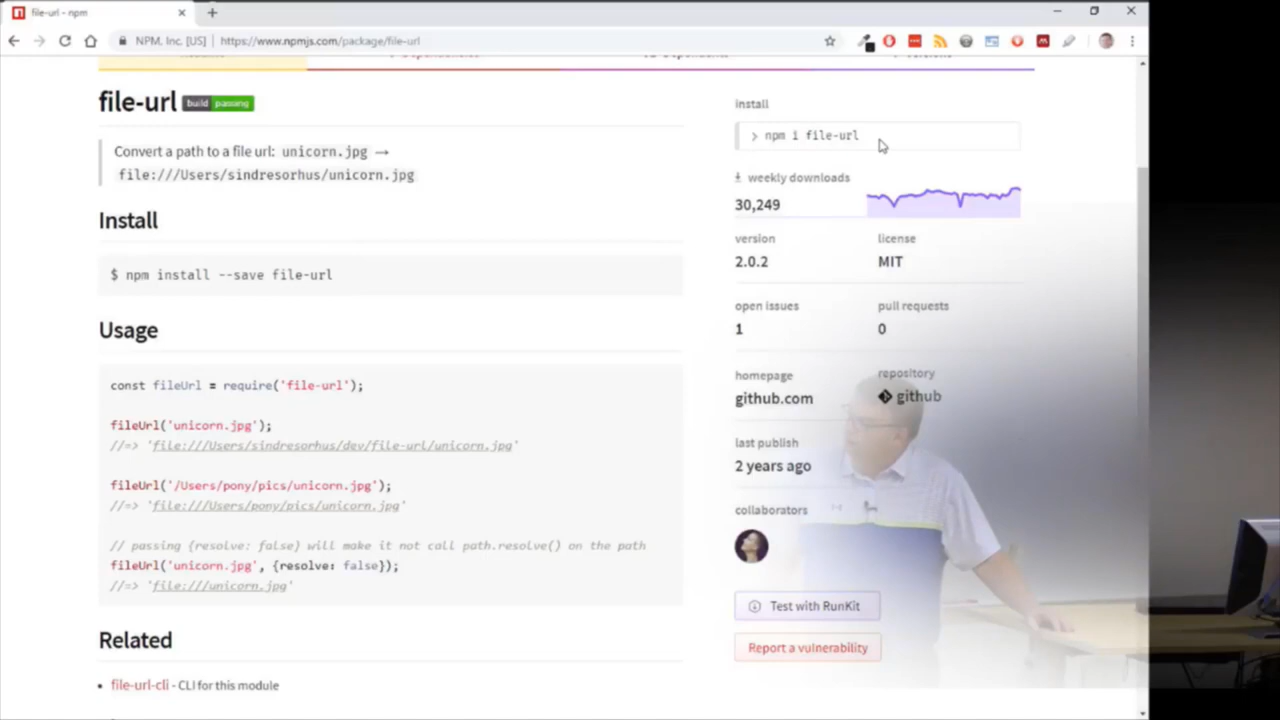 file-url - npm
NPM, Inc. [US] https://www.npmjs.com/package/file-url
file-url build passing
Convert a path to a file url: unicorn.jpg →
file:///Users/sindresorhus/unicorn.jpg
Install
$ npm install --save file-url
Usage
const fileUrl = require('file-url');
fileUrl('unicorn.jpg');
//=> 'file:///Users/sindresorhus/dev/file-url/unicorn.jpg'
fileUrl('/Users/pony/pics/unicorn.jpg');
//=> 'file:///Users/pony/pics/unicorn.jpg'
// passing {resolve: false} will make it not call path.resolve() on the path
fileUrl('unicorn.jpg', {resolve: false});
//=> 'file:///unicorn.jpg'
Related
• file-url-cli - CLI for this module
install
> npm i file-url
weekly downloads
30,249
version license
2.0.2 MIT
open issues pull requests
1 0
homepage repository
github.com github
last publish
2 years ago
collaborators
Test with RunKit
Report a vulnerability